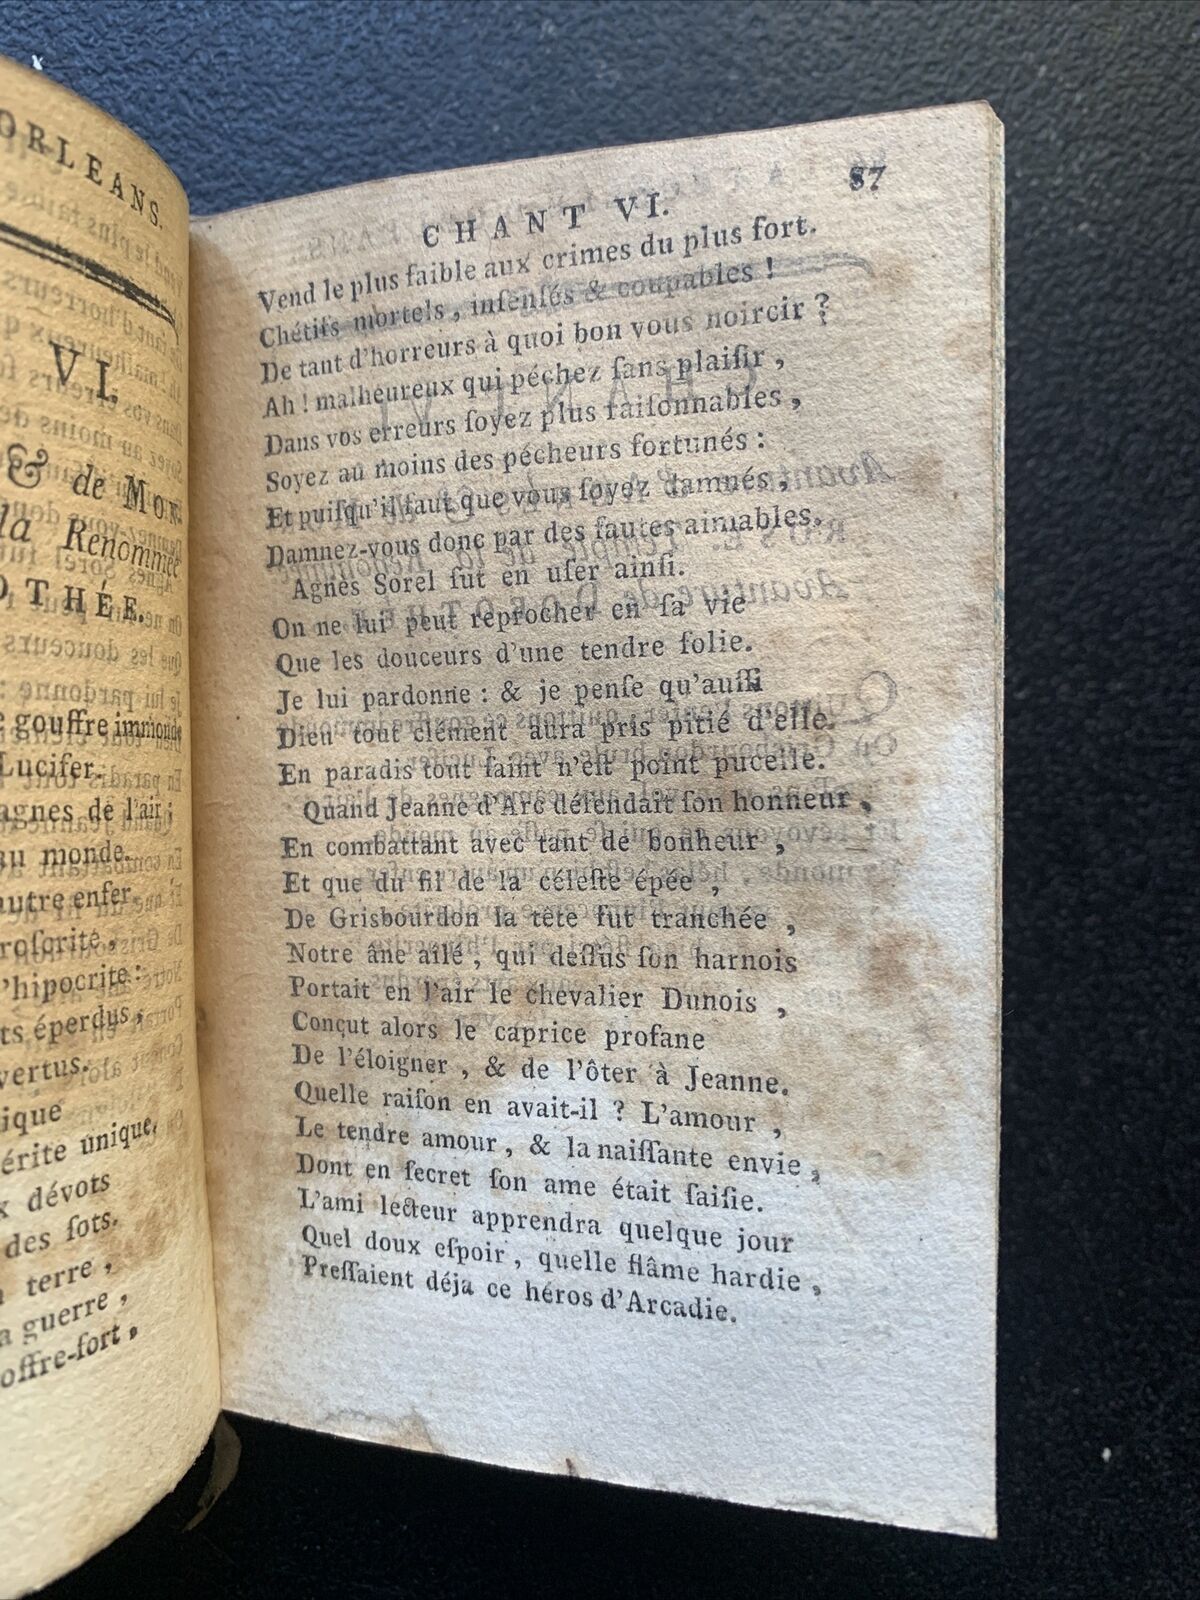 ORLEANS.
VI.
& de MON
la Renommée
OTHÉE.
e gouffre immonde
Lucifer.
agnes de l'air ;
au monde.
autre enfer.
roscrite,
l'hipocrite :
ts éperdus,
vertus.
ique
érite unique.
x dévots
des ſots.
terre ,
a guerre ,
offre-fort ,
CHANT VI. 87
Vend le plus faible aux crimes du plus fort.
Chétifs mortels , inſenſés & coupables !
De tant d'horreurs à quoi bon vous noircir ?
Ah ! malheureux qui péchez ſans plaiſir ,
Dans vos erreurs ſoyez plus raiſonnables ,
Soyez au moins des pécheurs fortunés :
Et puiſqu'il faut que vous ſoyez damnés ,
Damnez-vous donc par des fautes aimables.
Agnès Sorel ſut en uſer ainſi.
On ne lui peut reprocher en ſa vie
Que les douceurs d'une tendre folie.
Je lui pardonne : & je penſe qu'auſſi
Dieu tout clément aura pris pitié d'elle.
En paradis tout ſaint n'eſt point pucelle.
Quand Jeanne d'Arc défendait ſon honneur ,
En combattant avec tant de bonheur ,
Et que du fil de la céleſte épée ,
De Grisbourdon la tête fut tranchée ,
Notre âne ailé , qui deſſus ſon harnois
Portait en l'air le chevalier Dunois ,
Conçut alors le caprice profane
De l'éloigner , & de l'ôter à Jeanne.
Quelle raiſon en avait-il ? L'amour ,
Le tendre amour , & la naiſſante envie ,
Dont en ſecret ſon ame était ſaiſie.
L'ami lecteur apprendra quelque jour
Quel doux eſpoir , quelle flâme hardie ,
Preſſaient déja ce héros d'Arcadie.